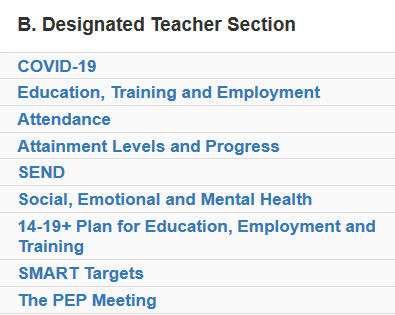 B. Designated Teacher Section
COVID-19
Education, Training and Employment
Attendance
Attainment Levels and Progress
SEND
Social, Emotional and Mental Health
14-19+ Plan for Education, Employment and
Training
SMART Targets
The PEP Meeting